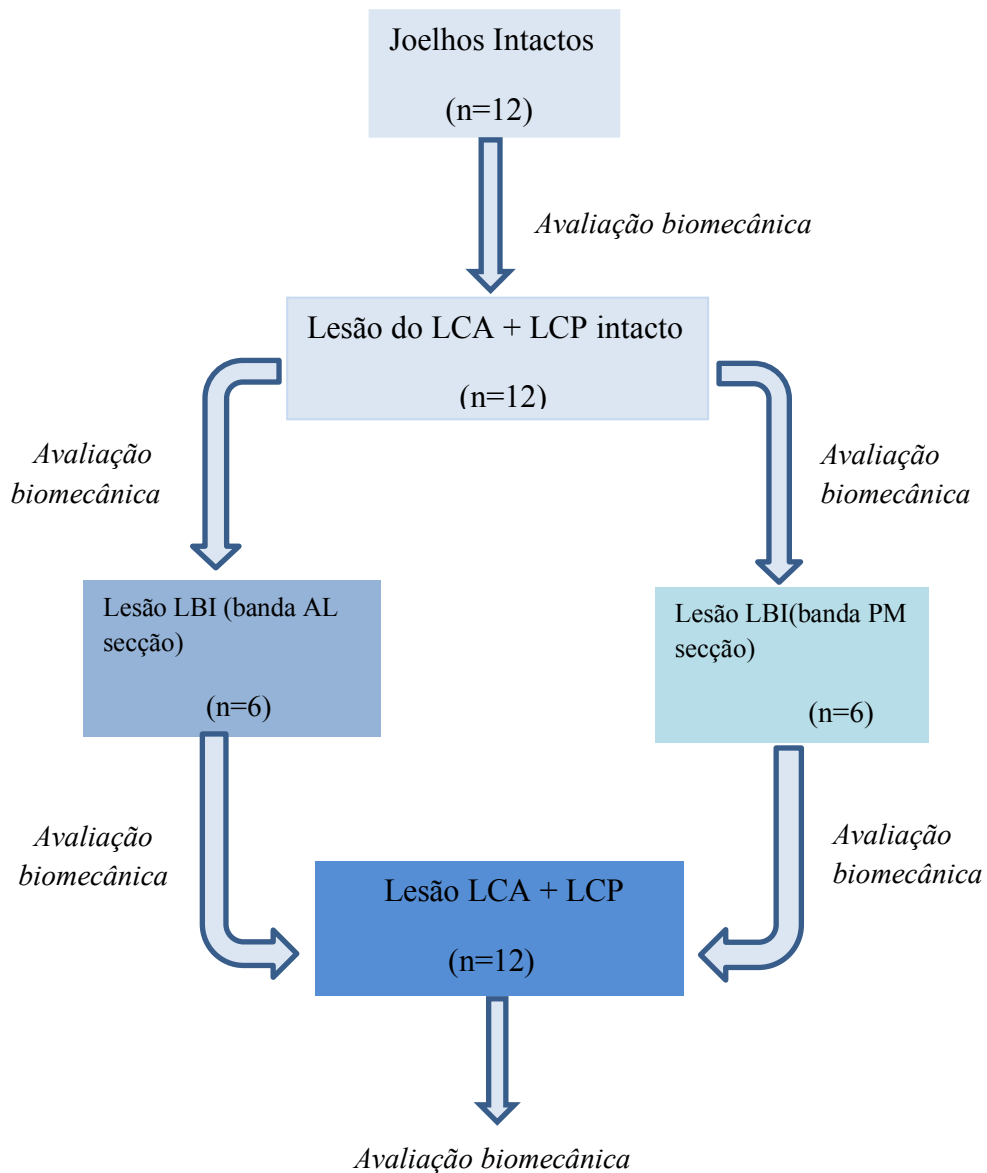 Joelhos Intactos
(n=12)
Avaliação biomecânica
Lesão do LCA + LCP intacto
(n=12)
Avaliação
biomecânica
Avaliação
biomecânica
Lesão LBI (banda AL
secção)
(n=6)
Lesão LBI(banda PM
secção)
(n=6)
Avaliação
biomecânica
Avaliação
biomecânica
Lesão LCA + LCP
(n=12)
Avaliação biomecânica